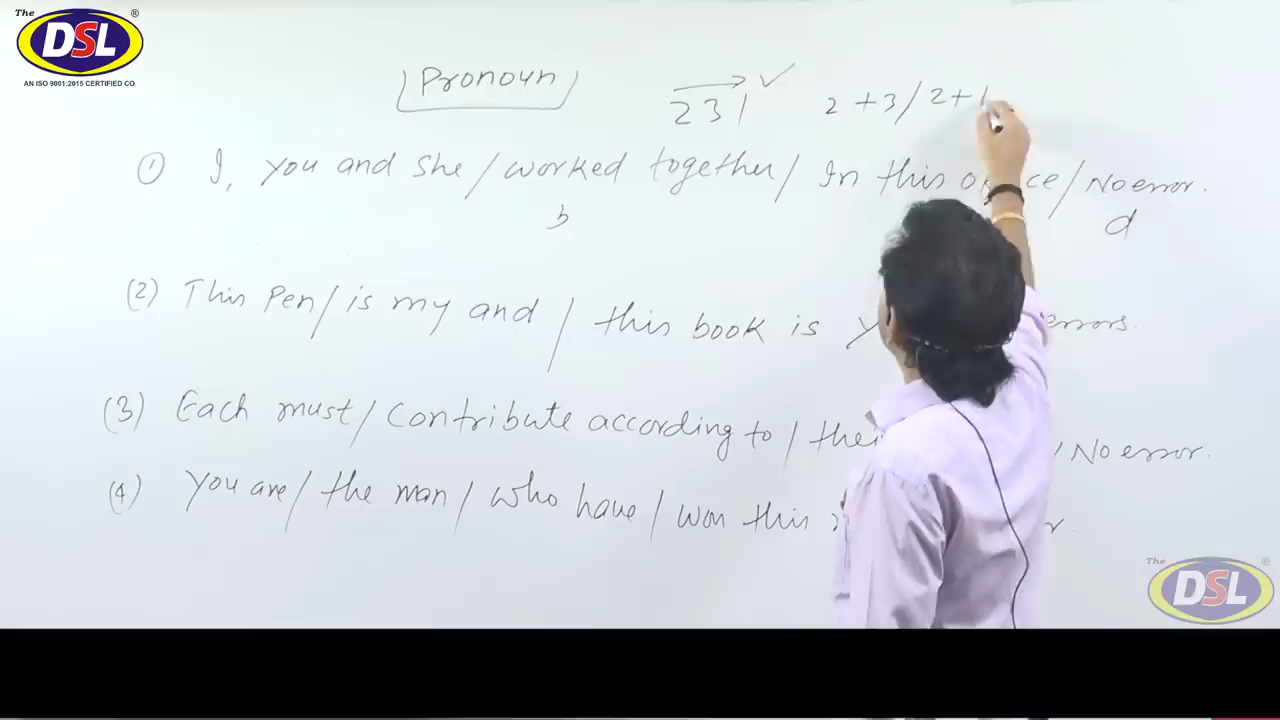 The DSL ®
AN ISO 9001:2015 CERTIFIED CO.
Pronoun
231 ✓ 2+3/2+1
① I, you and she/worked together/In this /No error.
b d
(2) This Pen/is my and/this book is errors.
(3) Each must/contribute according to/ /No error.
(4) You are/the man/who have/won this
The DSL ®